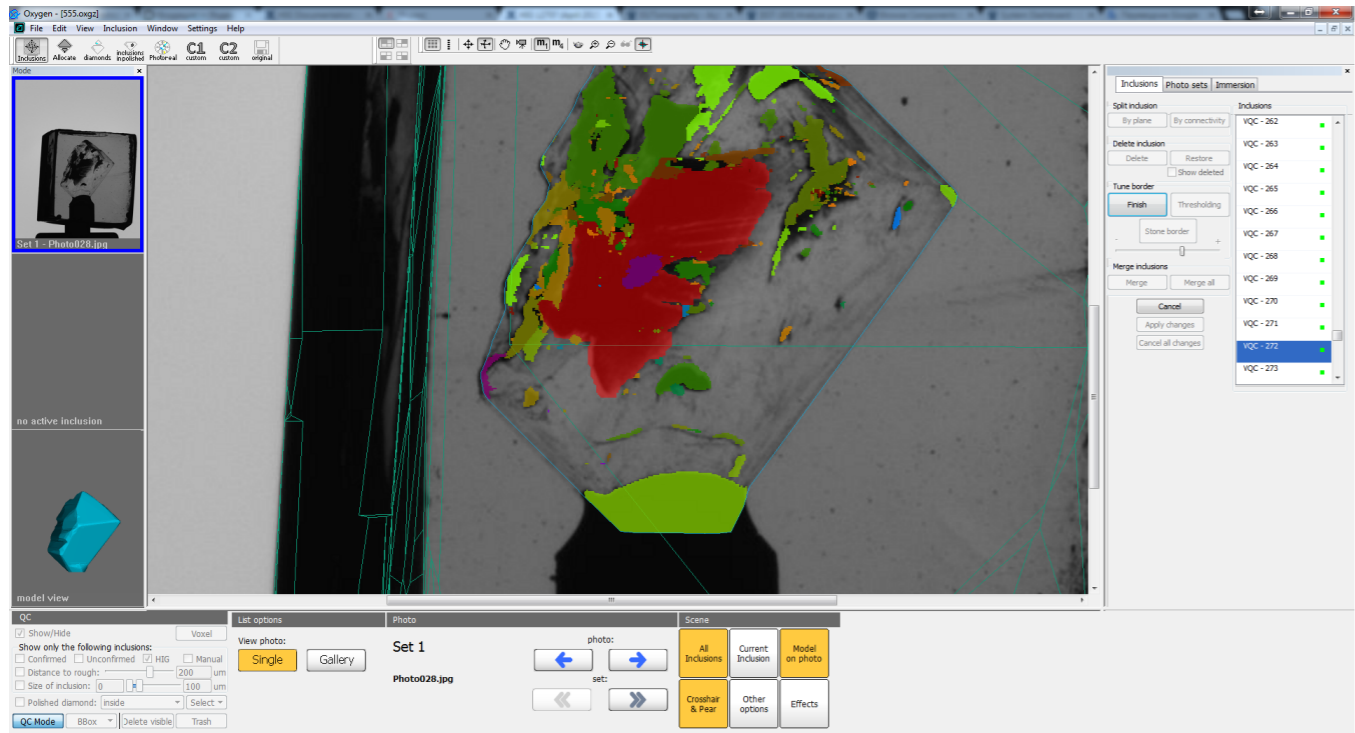 Oxygen - [555.oxgz]
File Edit View Inclusion Window Settings Help
Inclusions Allocate diamonds inclusions inpolished Photoreal C1 custom C2 custom original
m₁
Mode
Set 1 - Photo028.jpg
no active inclusion
model view
Inclusions Photo sets Immersion
Split inclusion
By plane By connectivity
Delete inclusion
Delete Restore
Show deleted
Tune border
Finish Thresholding
Stone border
- +
Merge inclusions
Merge Merge all
Cancel
Apply changes
Cancel all changes
Inclusions
VQC - 262
VQC - 263
VQC - 264
VQC - 265
VQC - 266
VQC - 267
VQC - 268
VQC - 269
VQC - 270
VQC - 271
VQC - 272
VQC - 273
QC
Show/Hide Voxel
Show only the following inclusions:
Confirmed Unconfirmed HIG Manual
Distance to rough: 200 um
Size of inclusion: 0 100 um
Polished diamond: inside Select
QC Mode BBox Delete visible Trash
List options
View photo:
Single Gallery
Photo
Set 1
Photo028.jpg
photo:
set:
Scene
All Inclusions
Current Inclusion
Model on photo
Crosshair & Pear
Other options
Effects